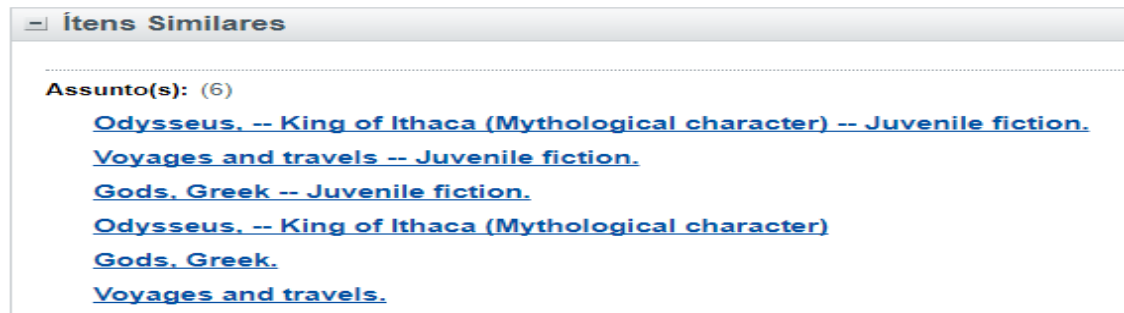 Ítens Similares
Assunto(s): (6)
Odysseus, -- King of Ithaca (Mythological character) -- Juvenile fiction.
Voyages and travels -- Juvenile fiction.
Gods, Greek -- Juvenile fiction.
Odysseus, -- King of Ithaca (Mythological character)
Gods, Greek.
Voyages and travels.